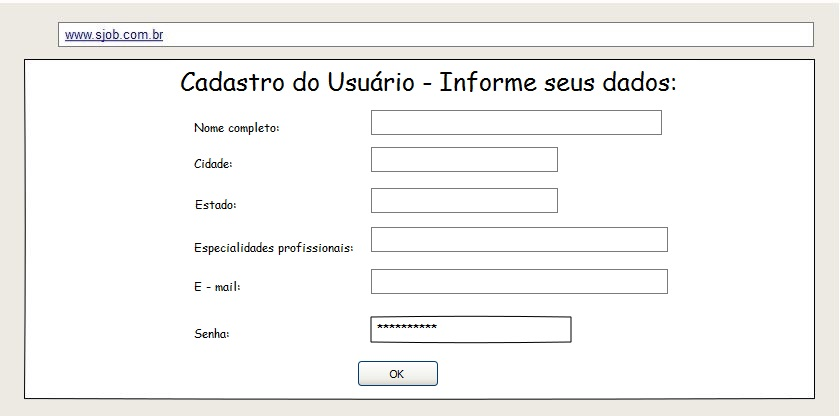 www.sjob.com.br
Cadastro do Usuário - Informe seus dados:
Nome completo:
Cidade:
Estado:
Especialidades profissionais:
E - mail:
Senha: **********
OK